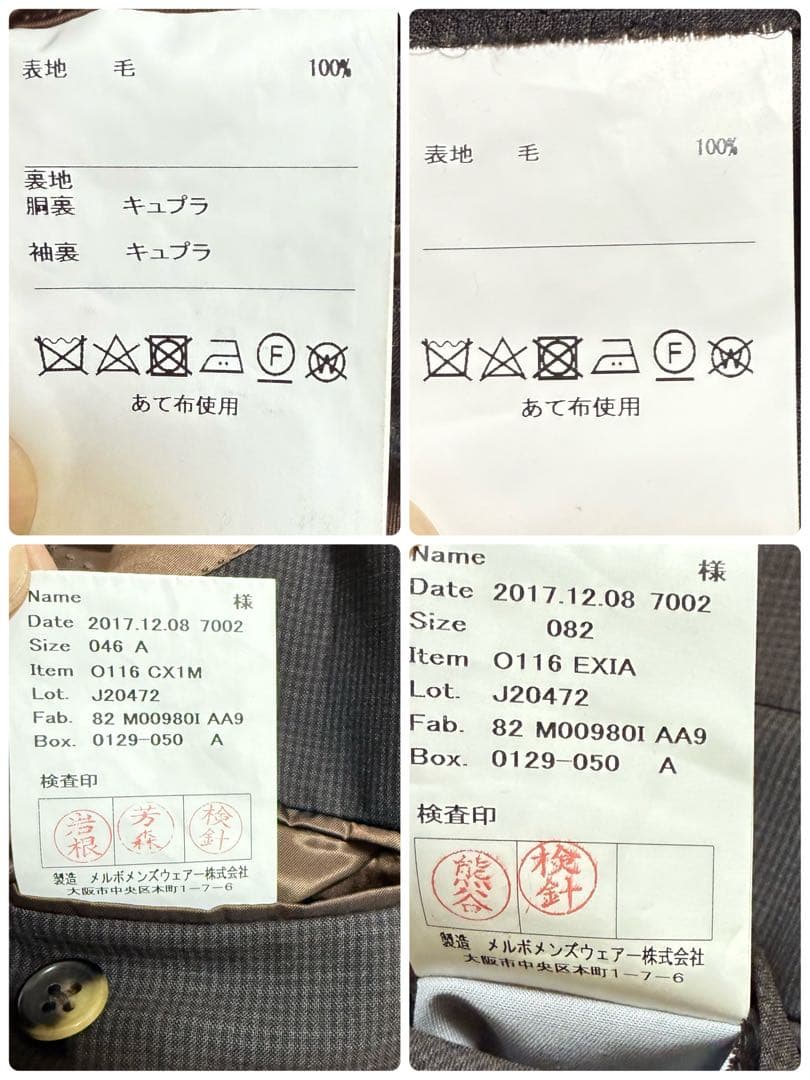 表地 毛 100%
裏地
胴裏 キュプラ
袖裏 キュプラ
F W
あて布使用
表地 毛 100%
F W
あて布使用
Name 様
Date 2017.12.08 7002
Size 046 A
Item O116 CX1M
Lot. J20472
Fab. 82 M00980I AA9
Box. 0129-050 A
検査印
岩根 芳森 検針
製造 メルボメンズウェアー株式会社
大阪市中央区本町1-7-6
Name 様
Date 2017.12.08 7002
Size 082
Item O116 EXIA
Lot. J20472
Fab. 82 M00980I AA9
Box. 0129-050 A
検査印
熊谷 検針
製造 メルボメンズウェアー株式会社
大阪市中央区本町1-7-6